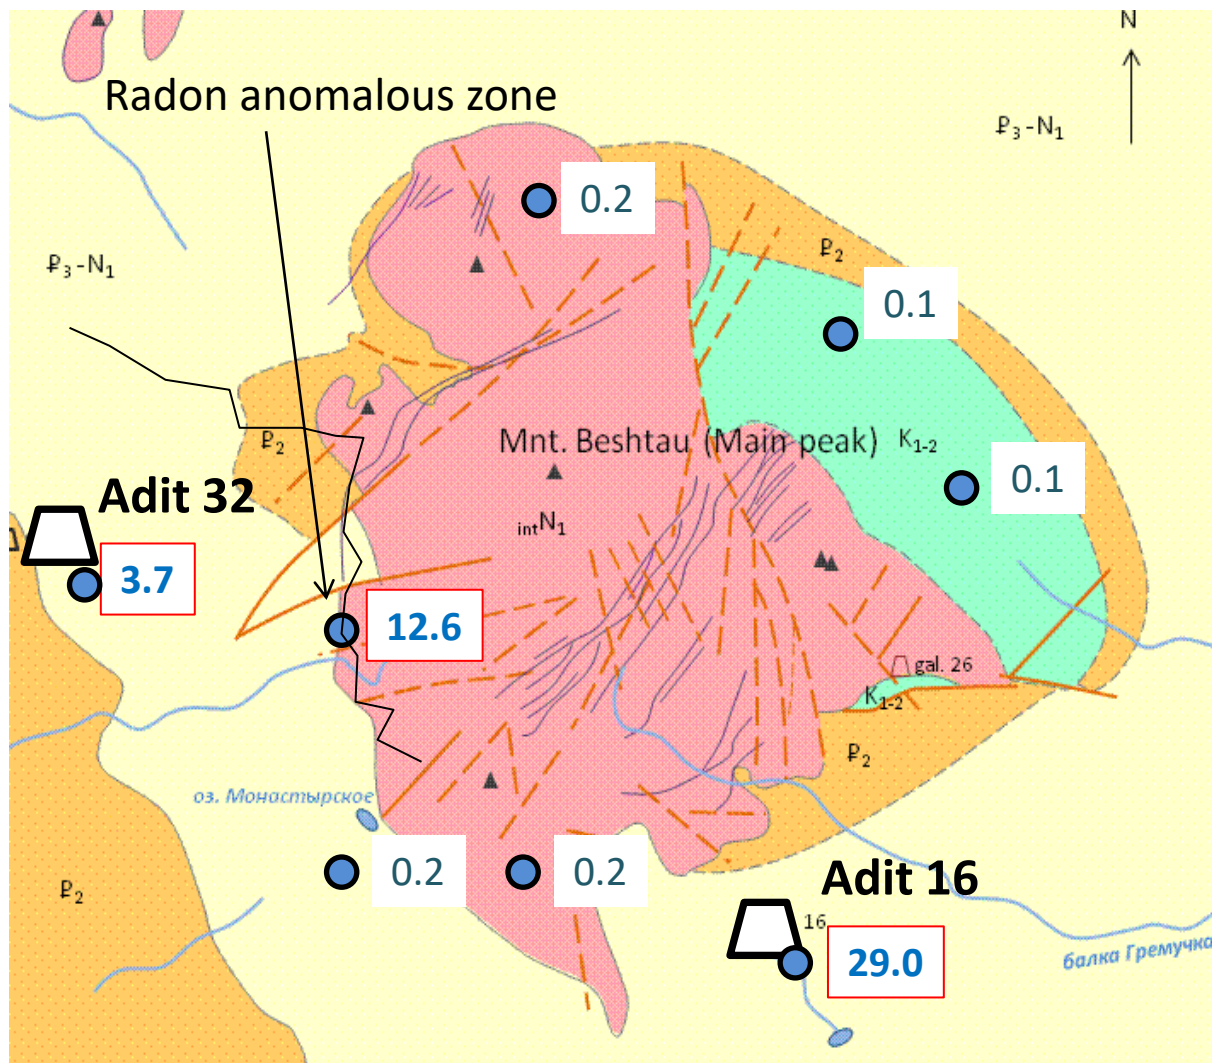 N
Radon anomalous zone
₽₃-N₁
0.2
₽₂
₽₃-N₁
0.1
Mnt. Beshtau (Main peak)
K₁₋₂
₽₂
0.1
Adit 32
intN₁
3.7
12.6
gal. 26
K₁₋₂
₽₂
оз. Монастырское
0.2
0.2
Adit 16
₽₂
16
29.0
балка Гремучка